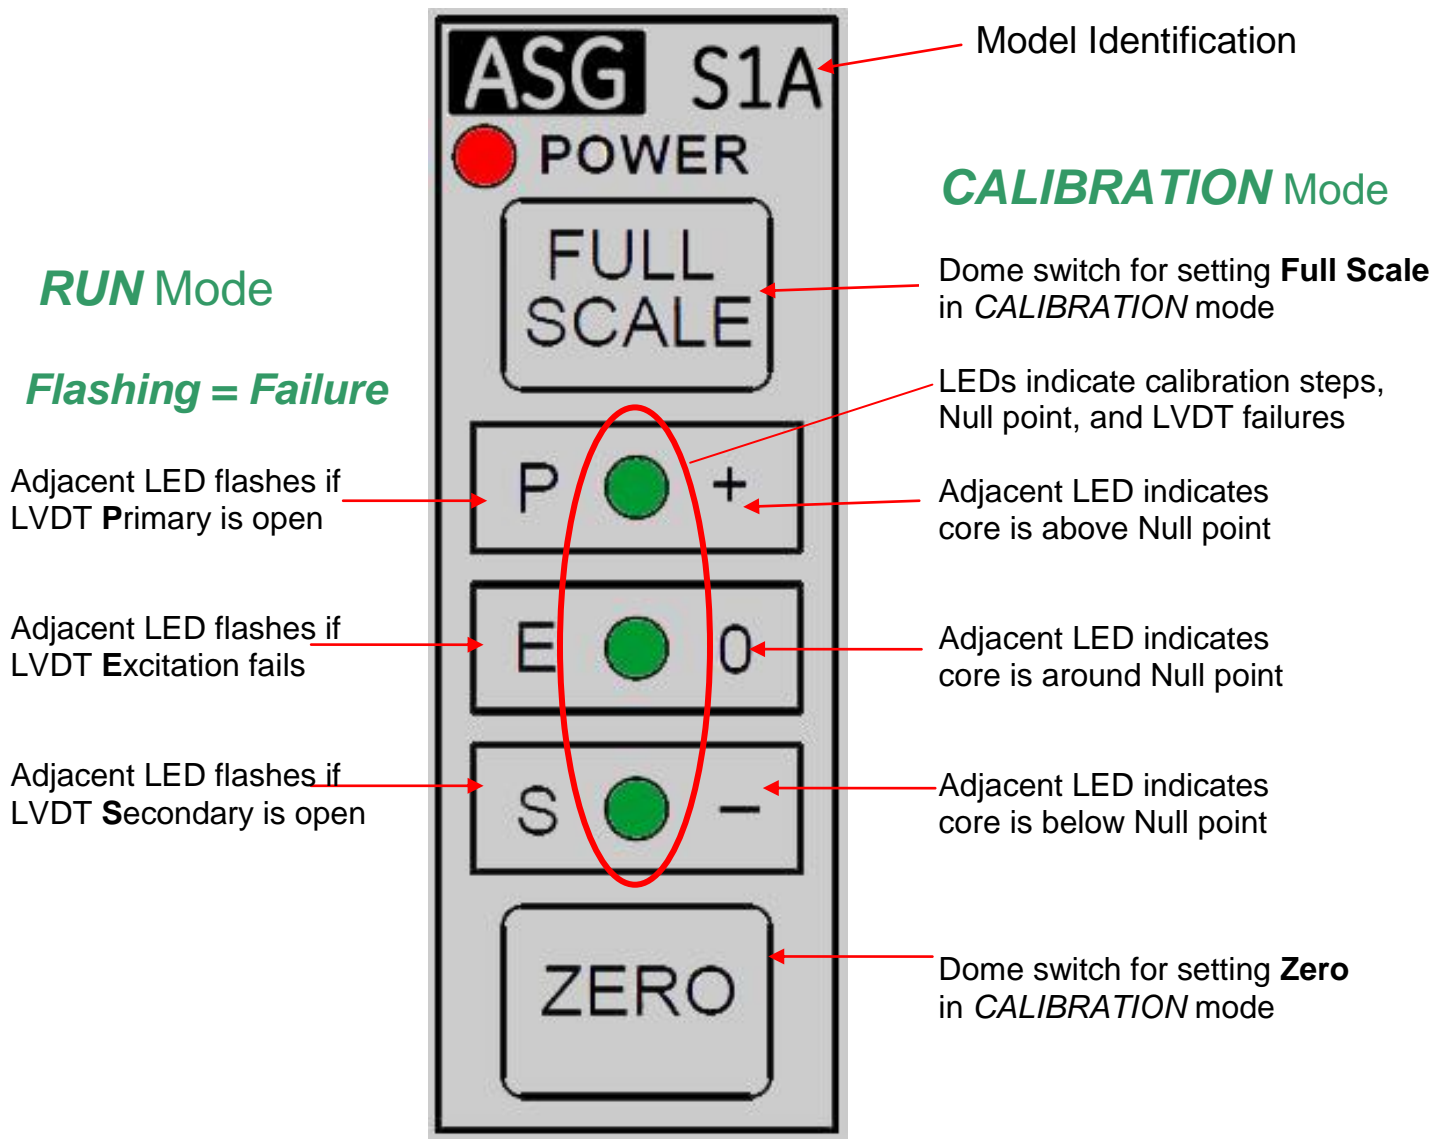 ASG S1A
Model Identification
POWER
CALIBRATION Mode
FULL
SCALE
Dome switch for setting Full Scale
in CALIBRATION mode
RUN Mode
Flashing = Failure
LEDs indicate calibration steps,
Null point, and LVDT failures
Adjacent LED flashes if
LVDT Primary is open
P +
Adjacent LED indicates
core is above Null point
Adjacent LED flashes if
LVDT Excitation fails
E 0
Adjacent LED indicates
core is around Null point
Adjacent LED flashes if
LVDT Secondary is open
S –
Adjacent LED indicates
core is below Null point
ZERO
Dome switch for setting Zero
in CALIBRATION mode